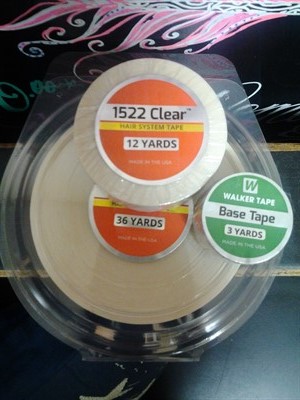 1522 Clear™
HAIR SYSTEM TAPE
12 YARDS
MADE IN THE USA
36 YARDS
MADE IN THE USA
W
WALKER TAPE
Base Tape
3 YARDS
MADE IN THE USA